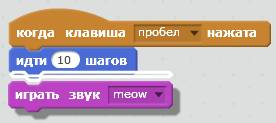 когда клавиша пробел нажата
идти 10 шагов
играть звук meow